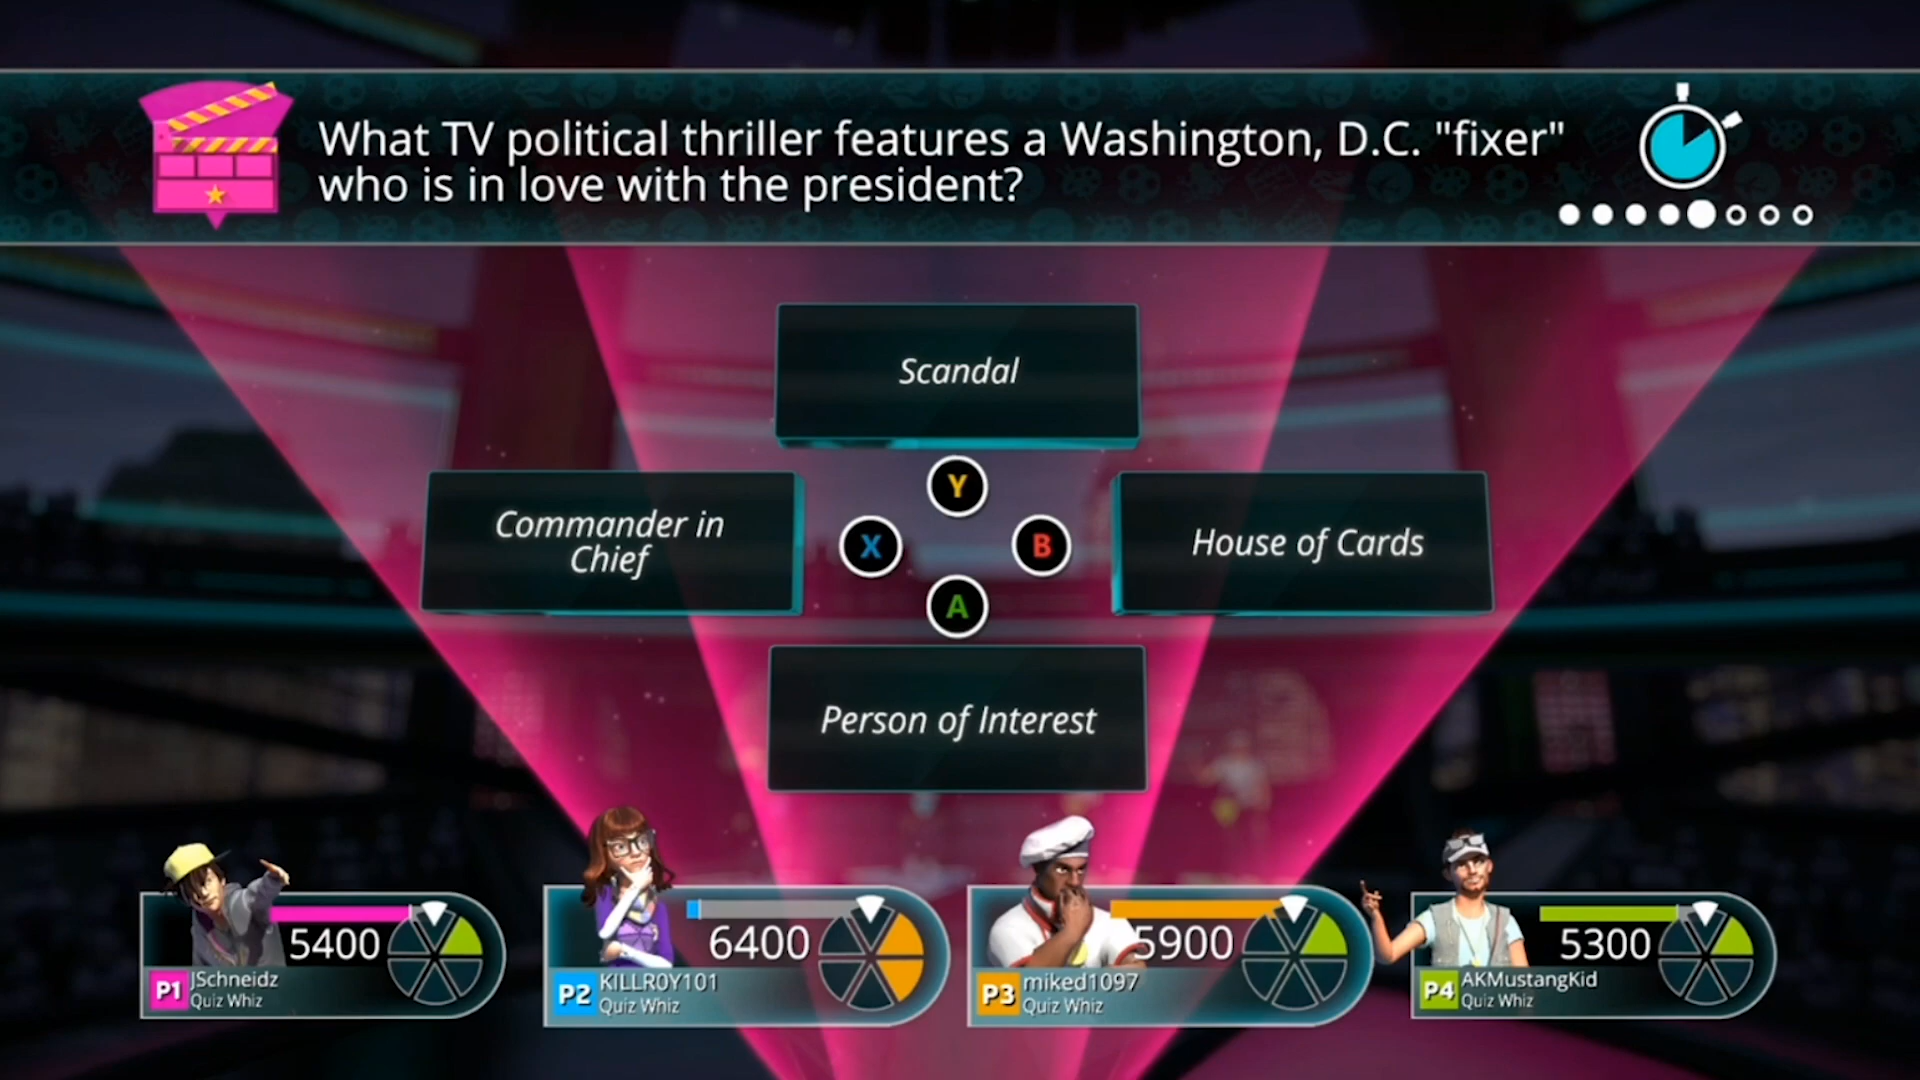 What TV political thriller features a Washington, D.C. "fixer"
who is in love with the president?
Scandal
Y
Commander in
Chief
X
B
House of Cards
A
Person of Interest
5400
P1
JSchneidz
Quiz Whiz
6400
P2
KILLR0Y101
Quiz Whiz
5900
P3
miked1097
Quiz Whiz
5300
P4
AKMustangKid
Quiz Whiz